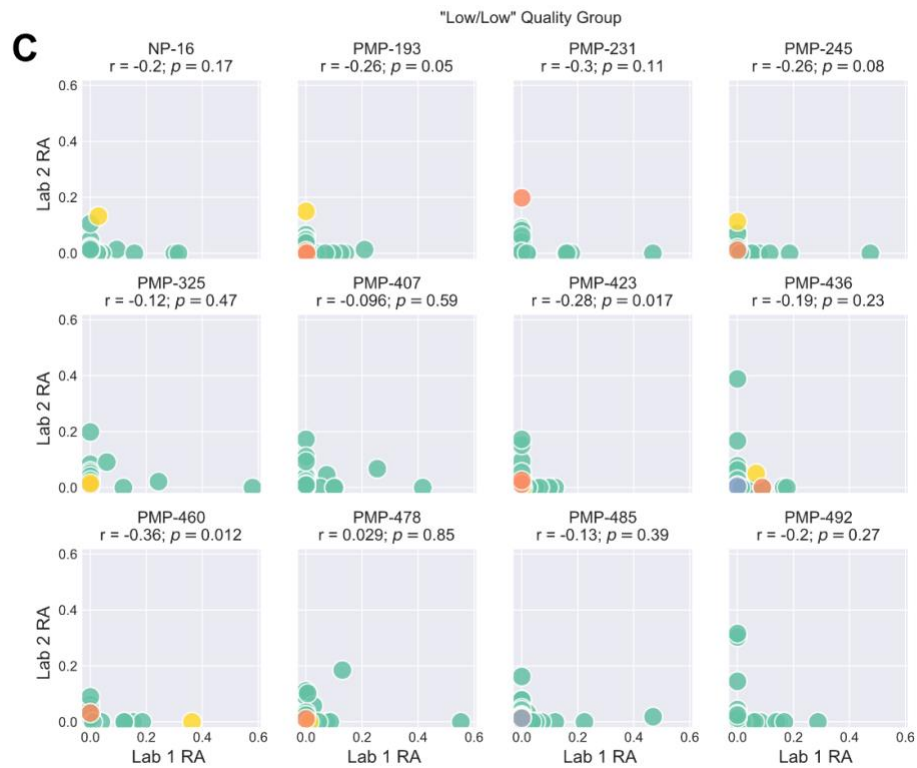 "Low/Low" Quality Group
C
NP-16
r = -0.2; p = 0.17
PMP-193
r = -0.26; p = 0.05
PMP-231
r = -0.3; p = 0.11
PMP-245
r = -0.26; p = 0.08
0.6
0.4
0.2
0.0
Lab 2 RA
PMP-325
r = -0.12; p = 0.47
PMP-407
r = -0.096; p = 0.59
PMP-423
r = -0.28; p = 0.017
PMP-436
r = -0.19; p = 0.23
0.6
0.4
0.2
0.0
Lab 2 RA
PMP-460
r = -0.36; p = 0.012
PMP-478
r = 0.029; p = 0.85
PMP-485
r = -0.13; p = 0.39
PMP-492
r = -0.2; p = 0.27
0.6
0.4
0.2
0.0
Lab 2 RA
0.0 0.2 0.4 0.6
0.0 0.2 0.4 0.6
0.0 0.2 0.4 0.6
0.0 0.2 0.4 0.6
Lab 1 RA
Lab 1 RA
Lab 1 RA
Lab 1 RA